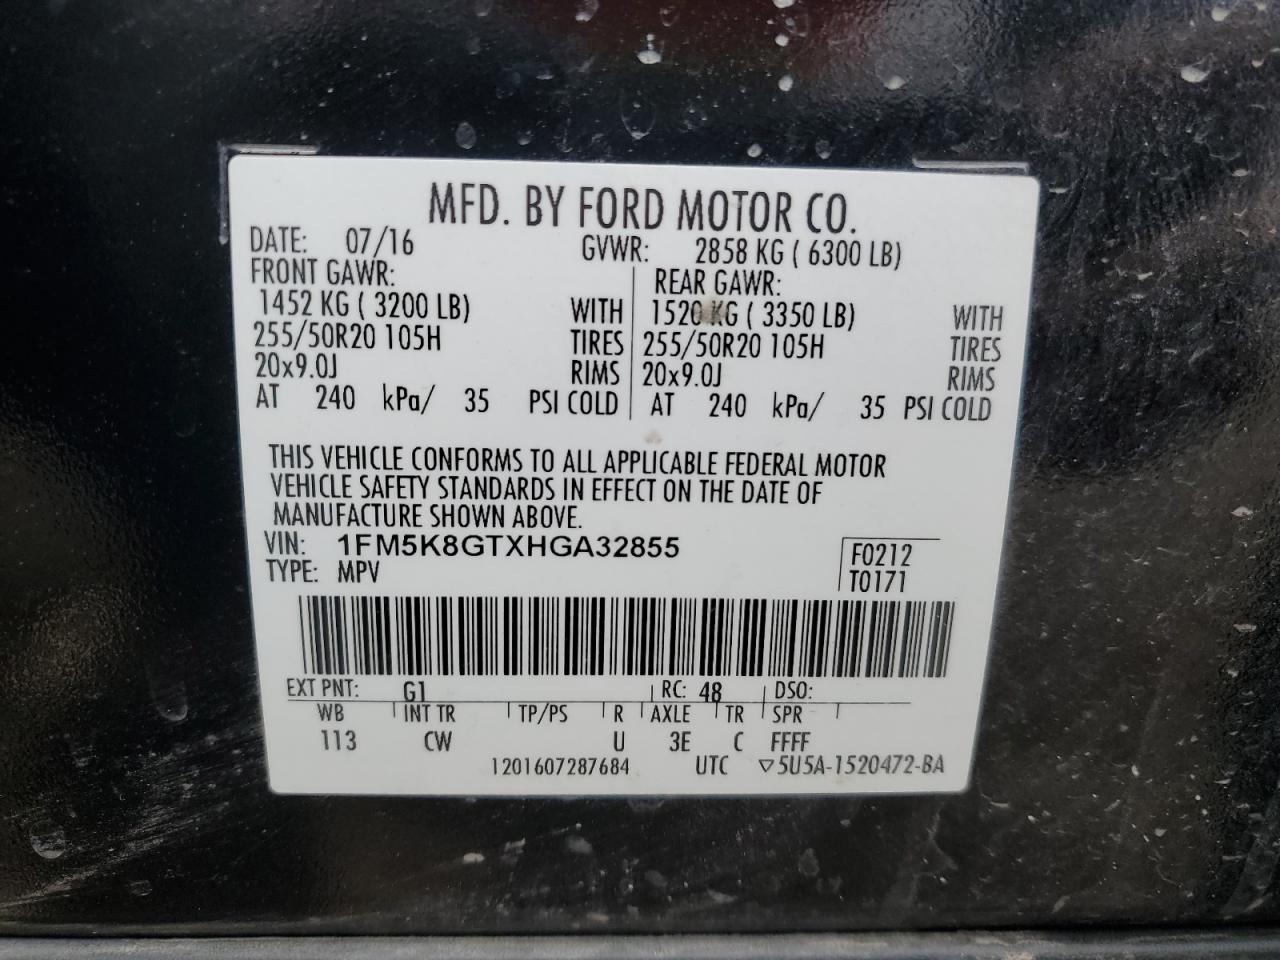 MFD. BY FORD MOTOR CO.
DATE: 07/16 GVWR: 2858 KG ( 6300 LB)
FRONT GAWR: REAR GAWR:
1452 KG ( 3200 LB) WITH 1520 KG ( 3350 LB) WITH
255/50R20 105H TIRES 255/50R20 105H TIRES
20x9.0J RIMS 20x9.0J RIMS
AT 240 kPa/ 35 PSI COLD AT 240 kPa/ 35 PSI COLD
THIS VEHICLE CONFORMS TO ALL APPLICABLE FEDERAL MOTOR
VEHICLE SAFETY STANDARDS IN EFFECT ON THE DATE OF
MANUFACTURE SHOWN ABOVE.
VIN: 1FM5K8GTXHGA32855 F0212
TYPE: MPV T0171
EXT PNT: G1 RC: 48 DSO:
WB INT TR TP/PS R AXLE TR SPR
113 CW U 3E C FFFF
1201607287684 UTC ▽5U5A-1520472-BA